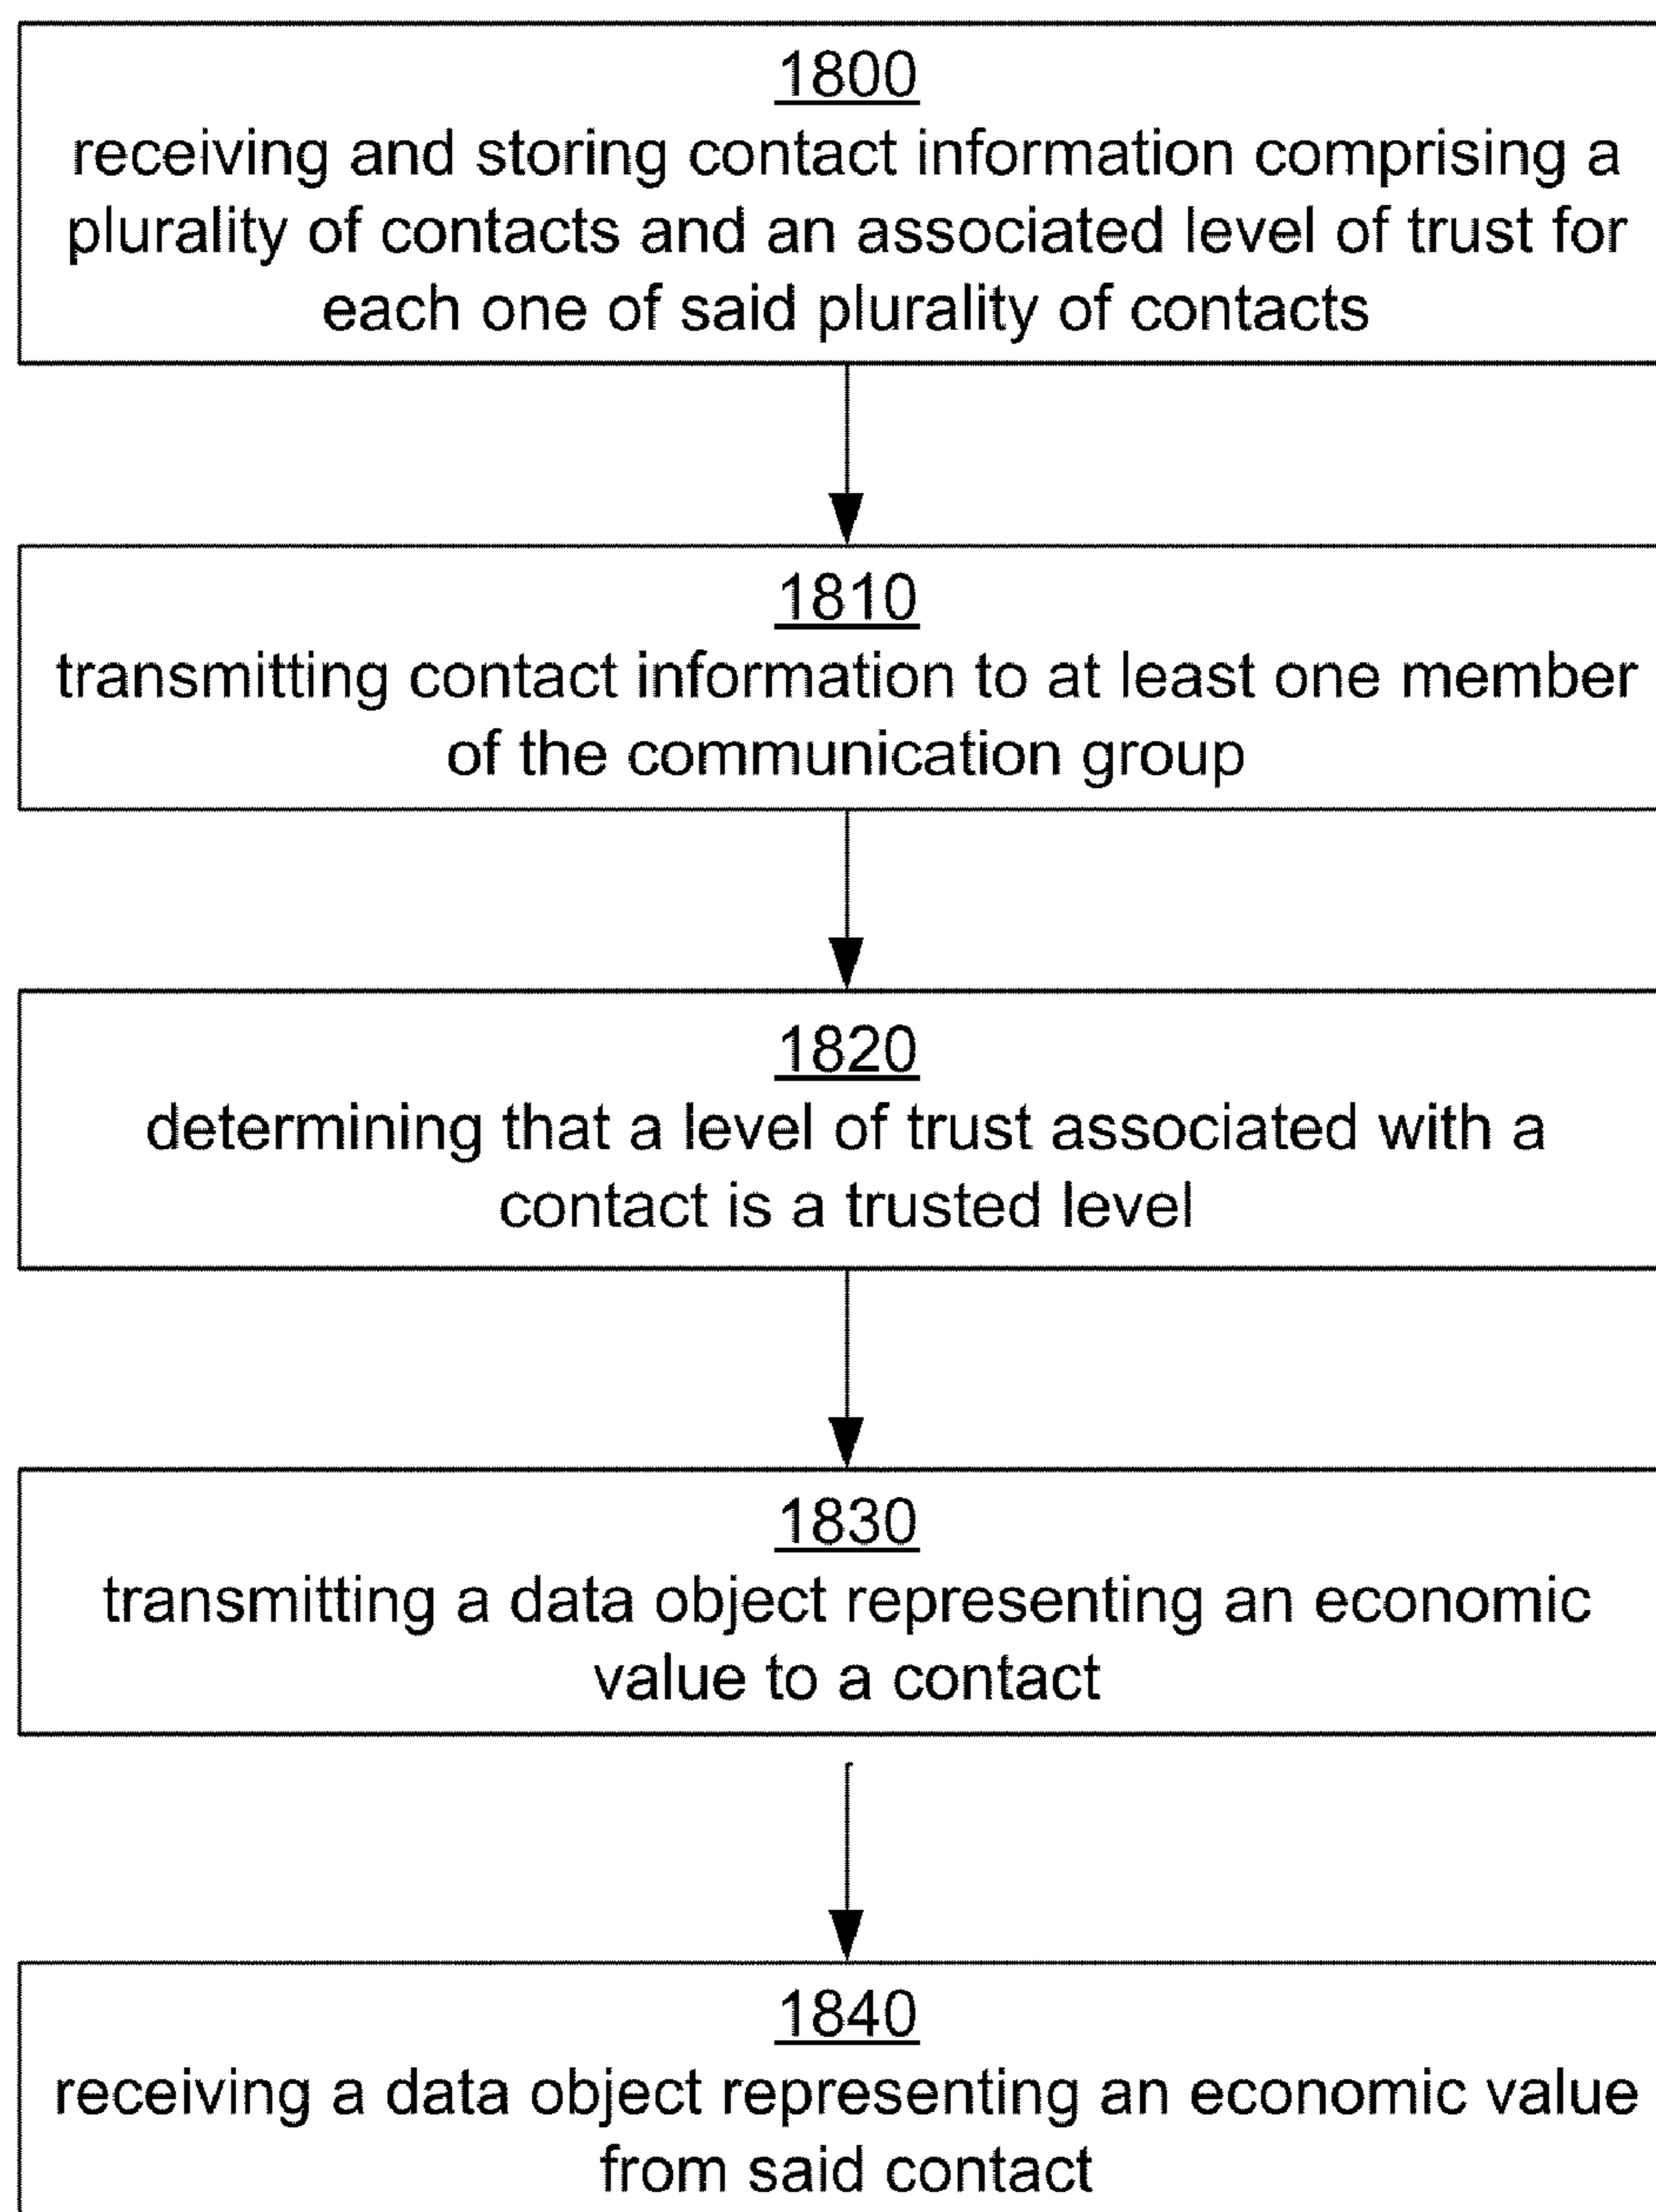 1800
receiving and storing contact information comprising a
plurality of contacts and an associated level of trust for
each one of said plurality of contacts
1810
transmitting contact information to at least one member
of the communication group
1820
determining that a level of trust associated with a
contact is a trusted level
1830
transmitting a data object representing an economic
value to a contact
1840
receiving a data object representing an economic value
from said contact